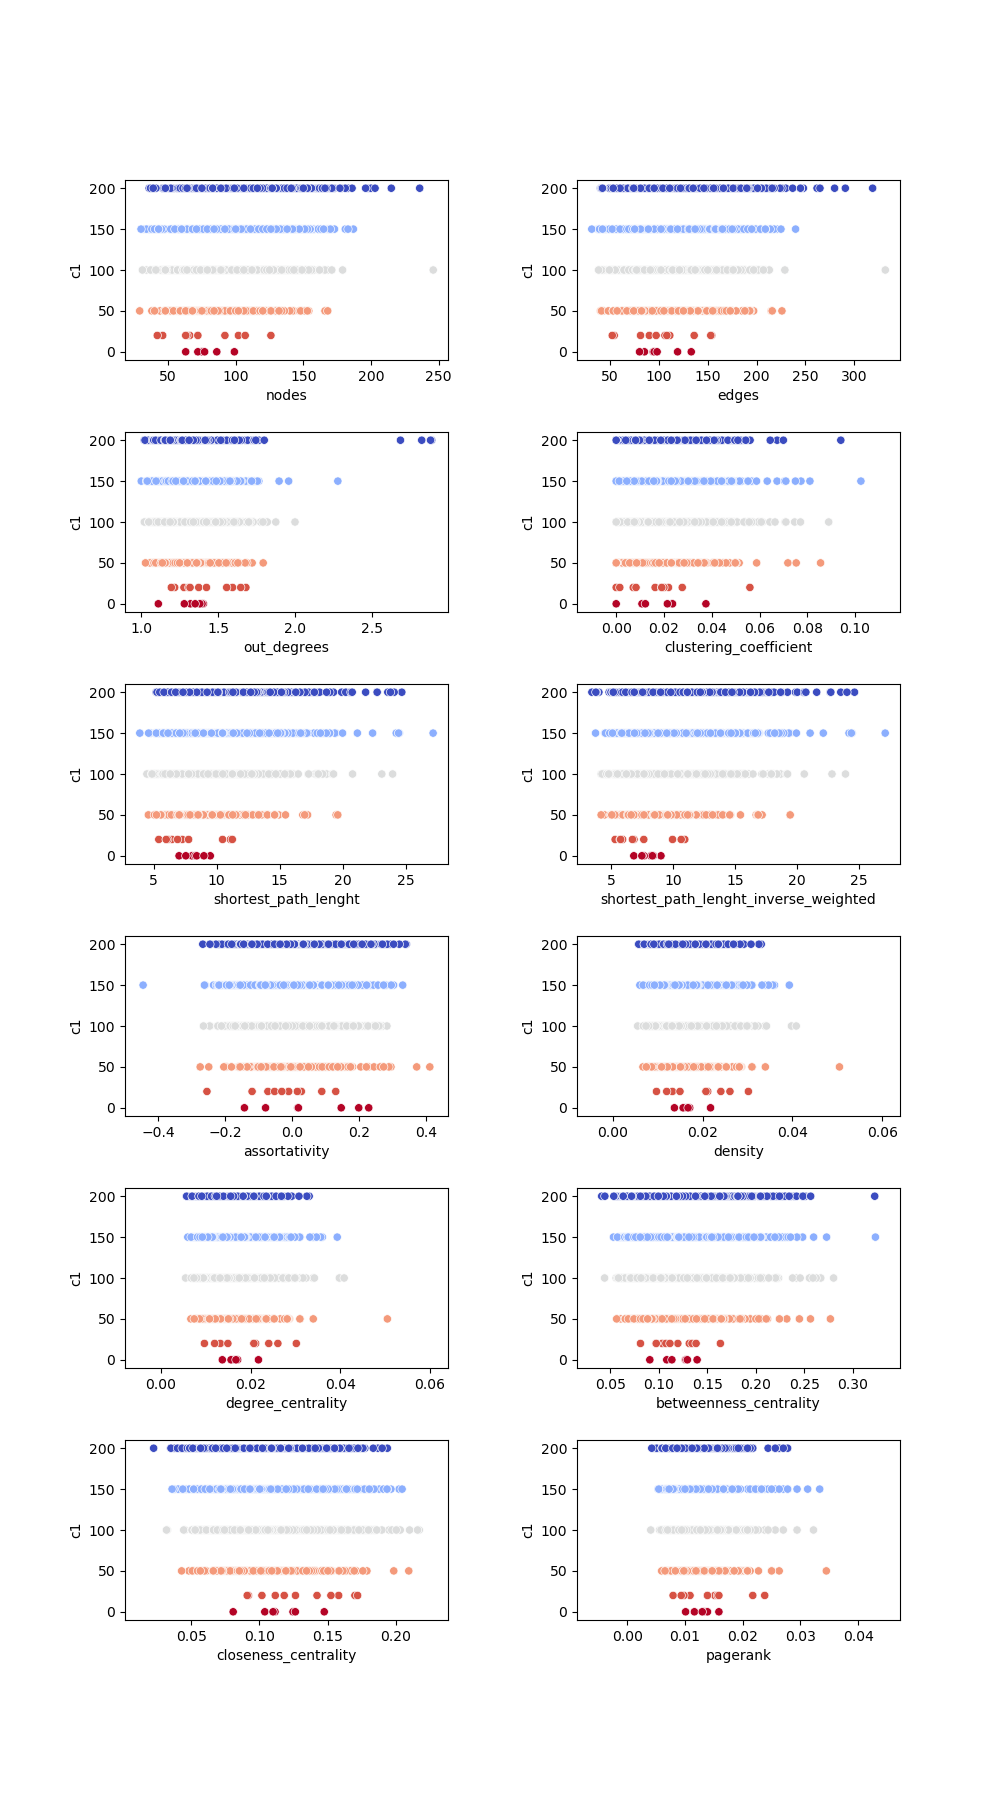 200
150
100
50
0
c1
50 100 150 200 250
nodes
200
150
100
50
0
c1
50 100 150 200 250 300
edges
200
150
100
50
0
c1
1.0 1.5 2.0 2.5
out_degrees
200
150
100
50
0
c1
0.00 0.02 0.04 0.06 0.08 0.10
clustering_coefficient
200
150
100
50
0
c1
5 10 15 20 25
shortest_path_lenght
200
150
100
50
0
c1
5 10 15 20 25
shortest_path_lenght_inverse_weighted
200
150
100
50
0
c1
−0.4 −0.2 0.0 0.2 0.4
assortativity
200
150
100
50
0
c1
0.00 0.02 0.04 0.06
density
200
150
100
50
0
c1
0.00 0.02 0.04 0.06
degree_centrality
200
150
100
50
0
c1
0.05 0.10 0.15 0.20 0.25 0.30
betweenness_centrality
200
150
100
50
0
c1
0.05 0.10 0.15 0.20
closeness_centrality
200
150
100
50
0
c1
0.00 0.01 0.02 0.03 0.04
pagerank